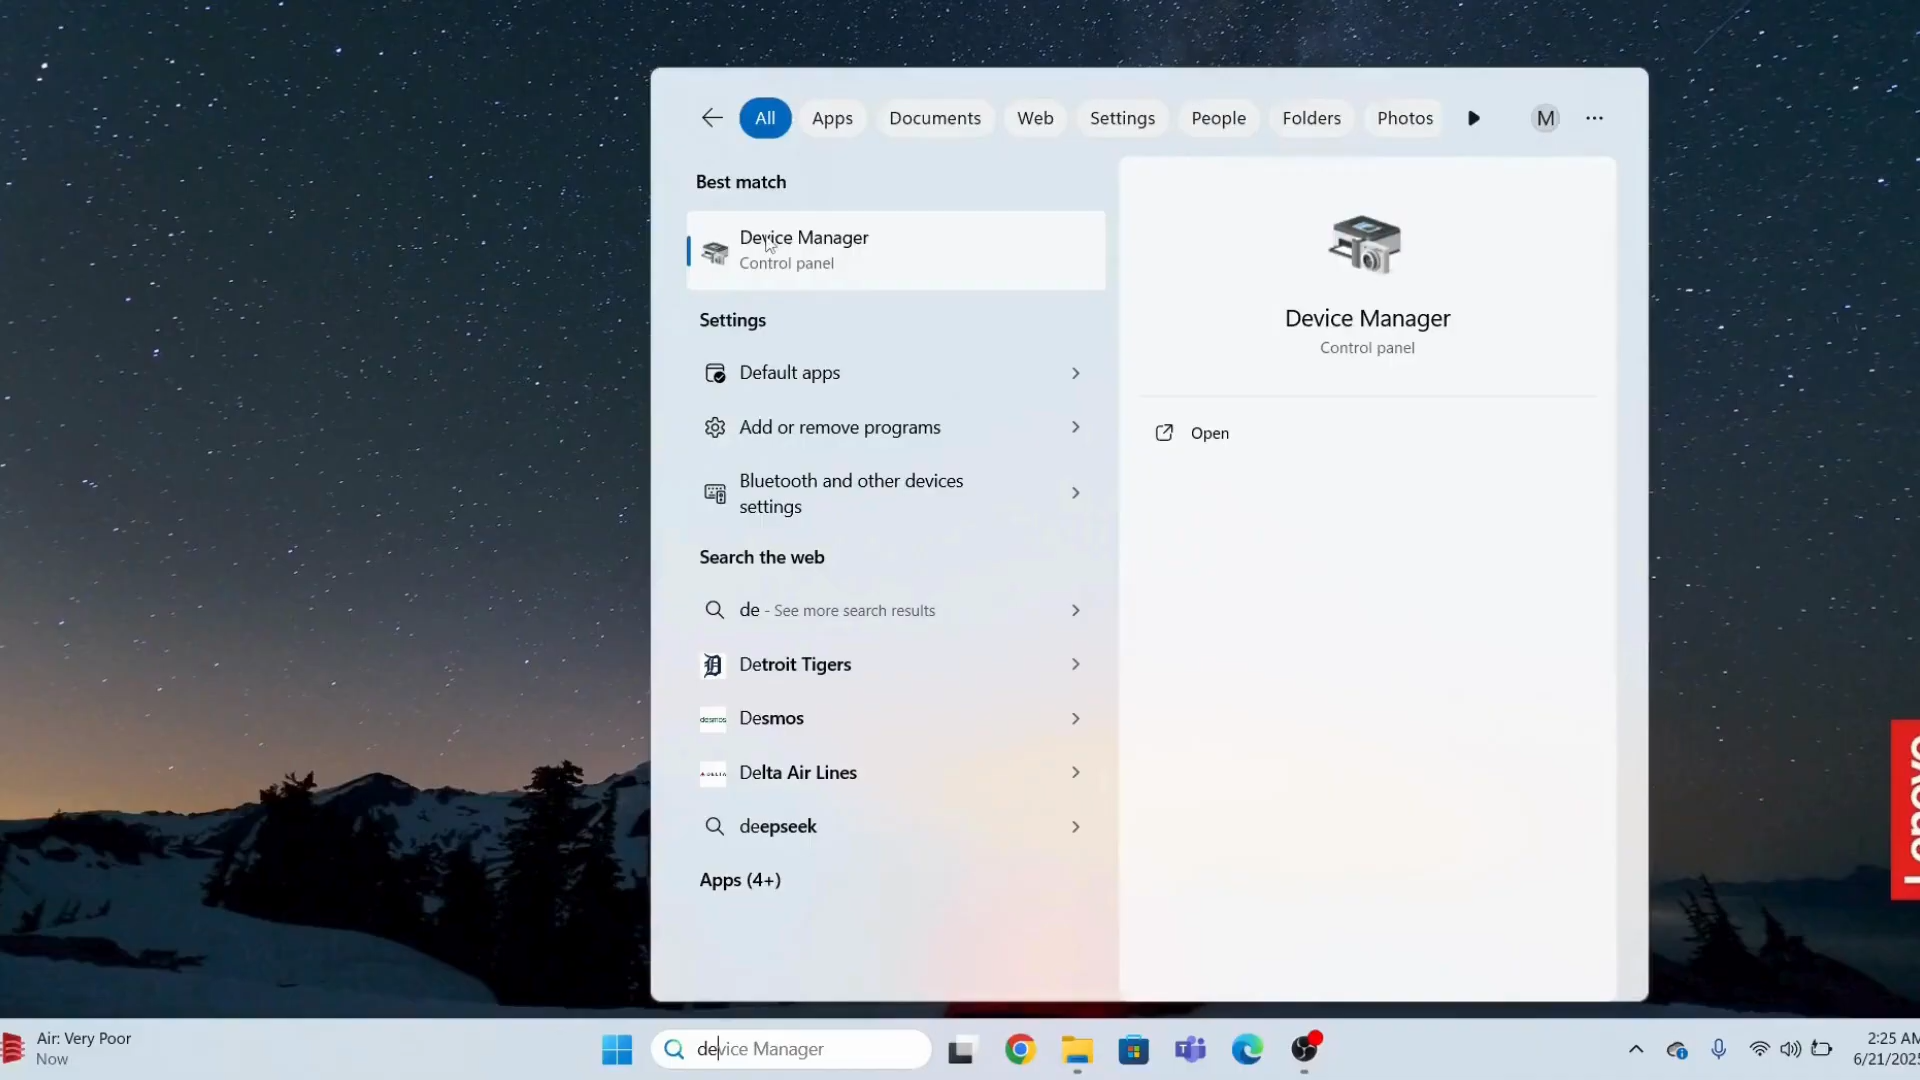 All
Apps
Documents
Web
Settings
People
Folders
Photos
M
Best match
Device Manager
Control panel
Settings
Default apps
Add or remove programs
Bluetooth and other devices
settings
Search the web
de - See more search results
Detroit Tigers
Desmos
Delta Air Lines
deepseek
Apps (4+)
Device Manager
Control panel
Open
Air: Very Poor
Now
device Manager
2:25 AM
6/21/2025